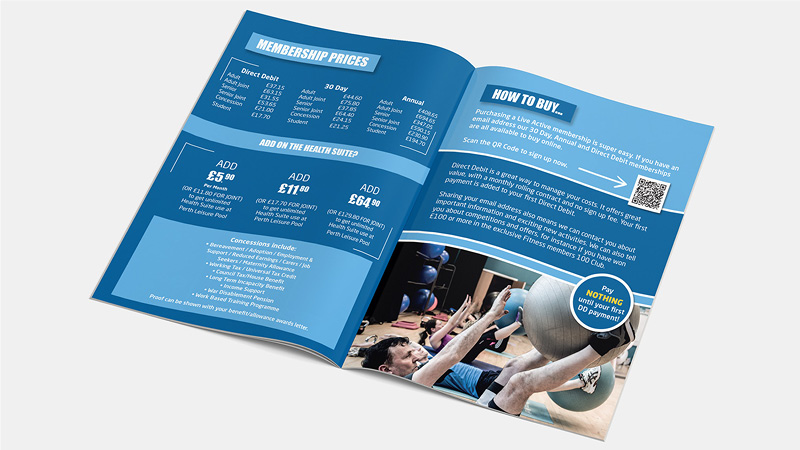 MEMBERSHIP PRICES
Direct Debit
Adult £37.15
Adult Joint £63.15
Senior £31.55
Senior Joint £53.65
Concession £21.00
Student £17.70
30 Day
Adult £44.60
Adult Joint £75.80
Senior £37.85
Senior Joint £64.40
Concession £24.15
Student £21.25
Annual
Adult £408.65
Adult Joint £694.65
Senior £347.05
Senior Joint £590.15
Concession £230.90
Student £194.70
ADD ON THE HEALTH SUITE?
ADD
£5.90
Per Month
(OR £11.80 FOR JOINT)
to get unlimited
Health Suite use at
Perth Leisure Pool
ADD
£11.80
(OR £17.70 FOR JOINT)
to get unlimited
Health Suite use at
Perth Leisure Pool
ADD
£64.90
(OR £129.80 FOR JOINT)
to get unlimited
Health Suite use at
Perth Leisure Pool
Concessions include:
• Bereavement / Adoption / Employment &
Support / Reduced Earnings / Carers / Job
Seekers / Maternity Allowance
• Working Tax / Universal Tax Credit
• Council Tax/House Benefit
• Long Term Incapacity Benefit
• Income Support
• War Disablement Pension
• Work Based Training Programme
Proof can be shown with your benefit/allowance awards letter.
HOW TO BUY...
Purchasing a Live Active membership is super easy. If you have an
email address our 30 Day, Annual and Direct Debit memberships
are all available to buy online.
Scan the QR Code to sign up now.
Direct Debit is a great way to manage your costs. It offers great
value, with a monthly rolling contract and no sign up fee. Your first
payment is added to your first Direct Debit
Sharing your email address also means we can contact you about
important information and exciting new activities. We can also tell
you about competitions and offers, for instance if you have won
£100 or more in the exclusive Fitness members 100 Club.
Pay
NOTHING
until your first
DD payment!